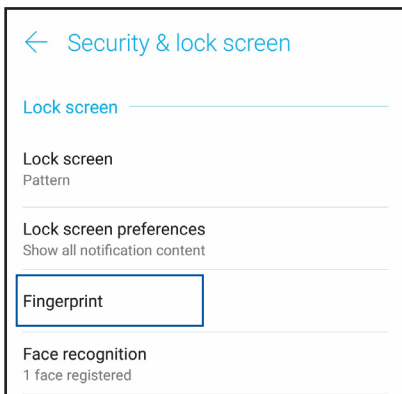 Security & lock screen
Lock screen
Lock screen
Pattern
Lock screen preferences
Show all notification content
Fingerprint
Face recognition
1 face registered